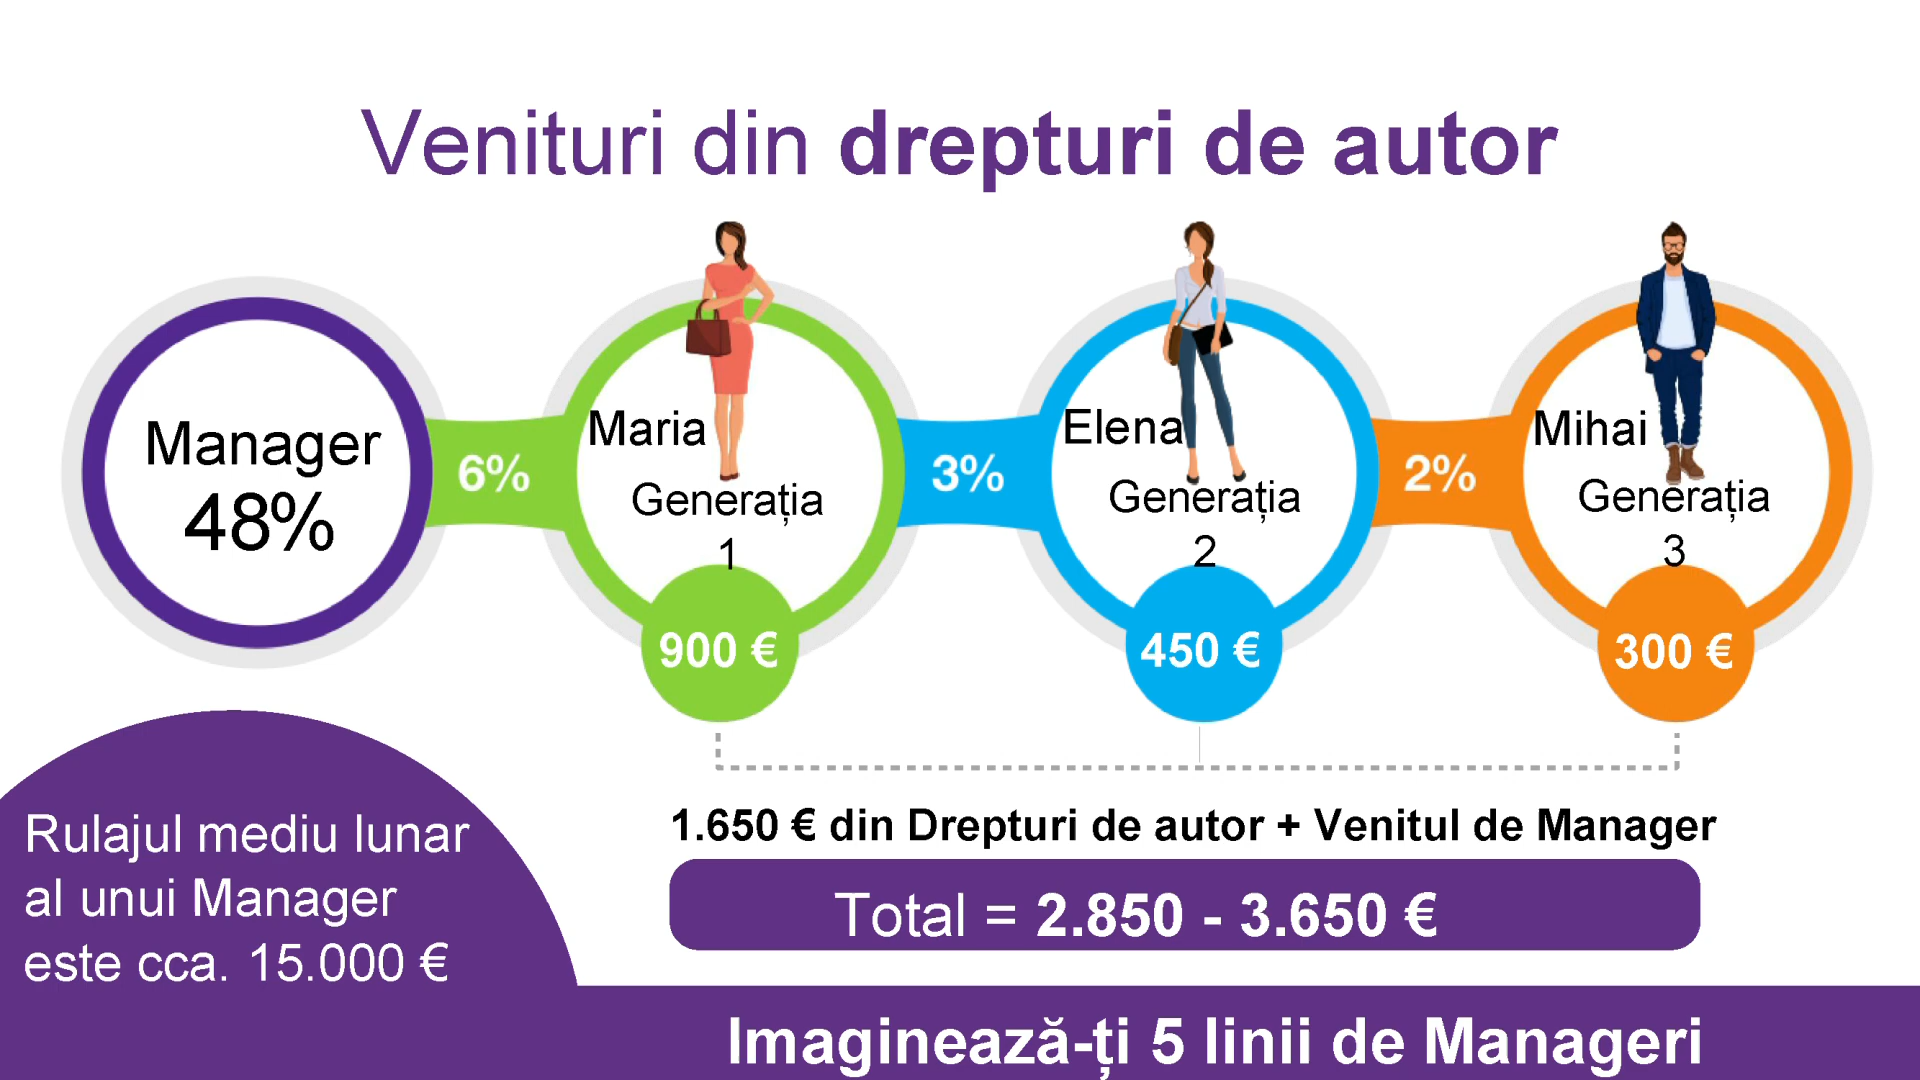 Venituri din drepturi de autor
Manager
48%
6%
Maria
Generația
1
900 €
3%
Elena
Generația
2
450 €
2%
Mihai
Generația
3
300 €
Rulajul mediu lunar
al unui Manager
este cca. 15.000 €
1.650 € din Drepturi de autor + Venitul de Manager
Total = 2.850 - 3.650 €
Imaginează-ți 5 linii de Manageri